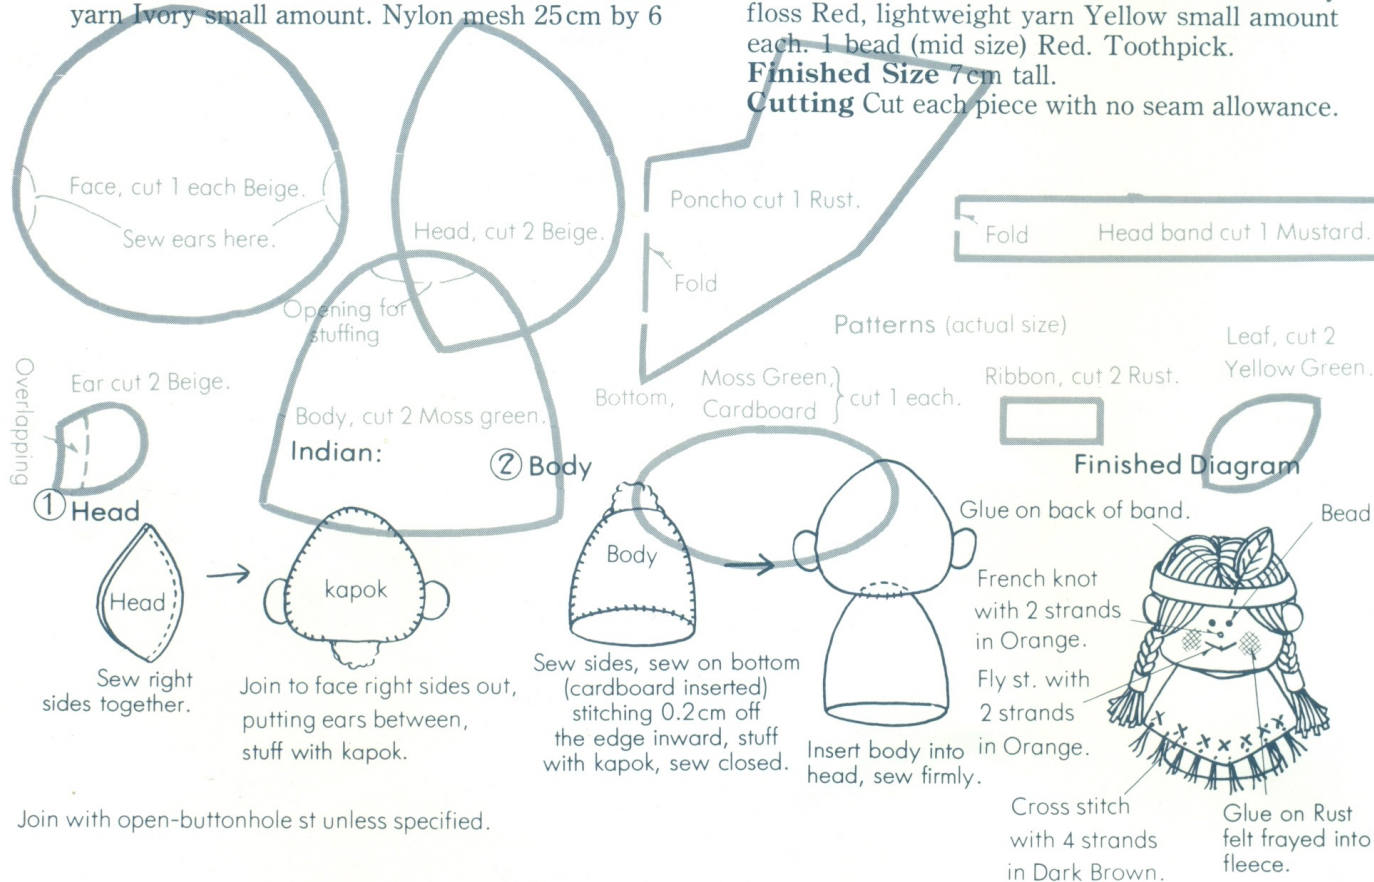 yarn Ivory small amount. Nylon mesh 25cm by 6
floss Red, lightweight yarn Yellow small amount
each. 1 bead (mid size) Red. Toothpick.
Finished Size 7cm tall.
Cutting Cut each piece with no seam allowance.
Face, cut 1 each Beige.
Sew ears here.
Head, cut 2 Beige.
Poncho cut 1 Rust.
Fold
Fold
Head band cut 1 Mustard.
Opening for
stuffing
Patterns (actual size)
Overlapping
Ear cut 2 Beige.
Body, cut 2 Moss green.
Bottom,
Moss Green,
Cardboard
cut 1 each.
Ribbon, cut 2 Rust.
Leaf, cut 2
Yellow Green.
Indian:
① Head
Head
Sew right
sides together.
kapok
Join to face right sides out,
putting ears between,
stuff with kapok.
② Body
Body
Sew sides, sew on bottom
(cardboard inserted)
stitching 0.2cm off
the edge inward, stuff
with kapok, sew closed.
Insert body into
head, sew firmly.
Finished Diagram
Glue on back of band.
Bead
French knot
with 2 strands
in Orange.
Fly st. with
2 strands
in Orange.
Cross stitch
with 4 strands
in Dark Brown.
Glue on Rust
felt frayed into
fleece.
Join with open-buttonhole st unless specified.